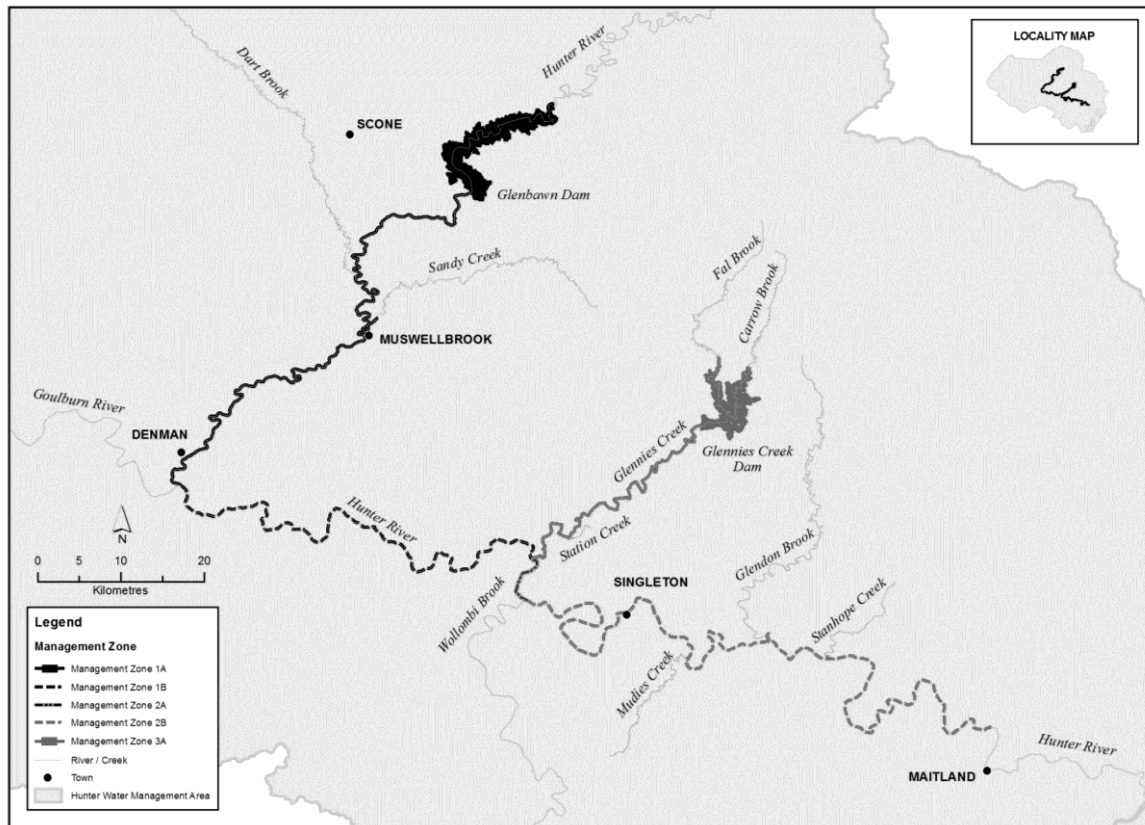 LOCALITY MAP
Hunter River
Dart Brook
SCONE
Glenbawn Dam
Sandy Creek
Fal Brook
Carrow Brook
MUSWELLBROOK
Goulburn River
DENMAN
Glennies Creek
Glennies Creek
Dam
Hunter River
N
0 5 10 20
Kilometres
Station Creek
Glendon Brook
SINGLETON
Wollombi Brook
Stanhope Creek
Mudies Creek
Hunter River
MAITLAND
Legend
Management Zone
Management Zone 1A
Management Zone 1B
Management Zone 2A
Management Zone 2B
Management Zone 3A
River / Creek
Town
Hunter Water Management Area